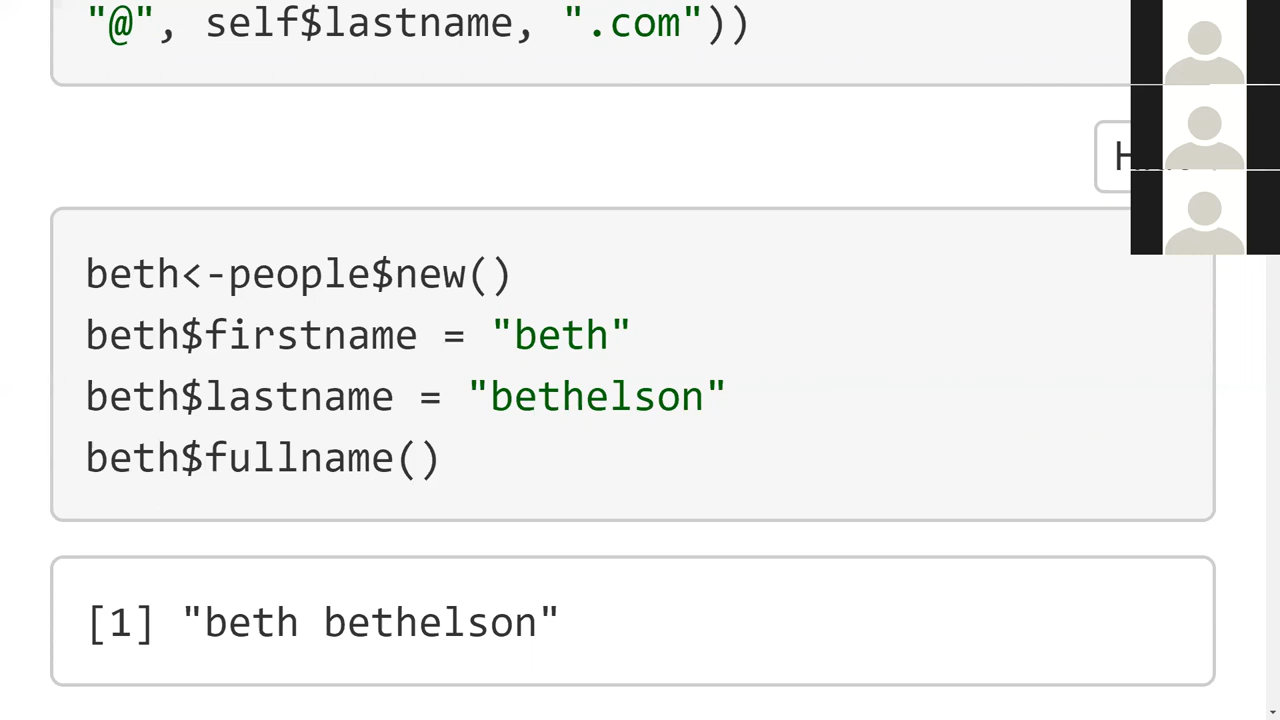 "@", self$lastname, ".com"))
beth<-people$new()
beth$firstname = "beth"
beth$lastname = "bethelson"
beth$fullname()
[1] "beth bethelson"